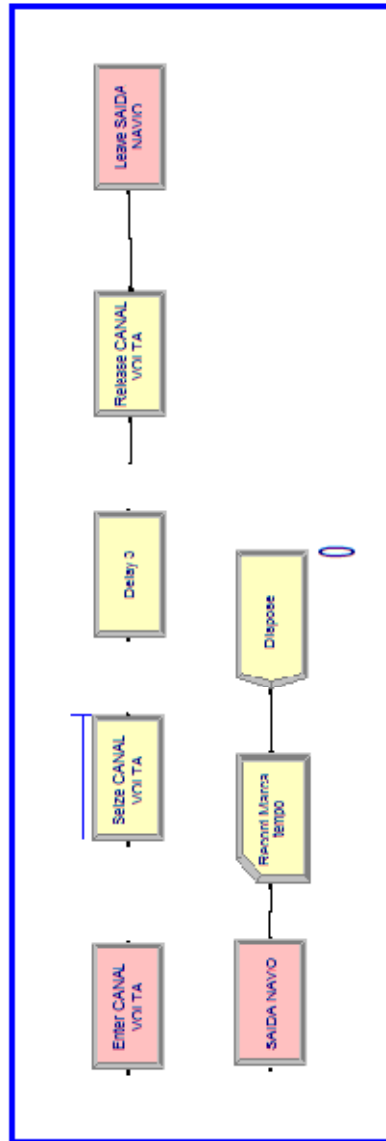 Enter CANAL
VOLTA
Seize CANAL
VOLTA
Delay 3
Release CANAL
VOLTA
Leave SAIDA
NAVIO
SAIDA NAVIO
Record Marca
tempo
Dispose
0